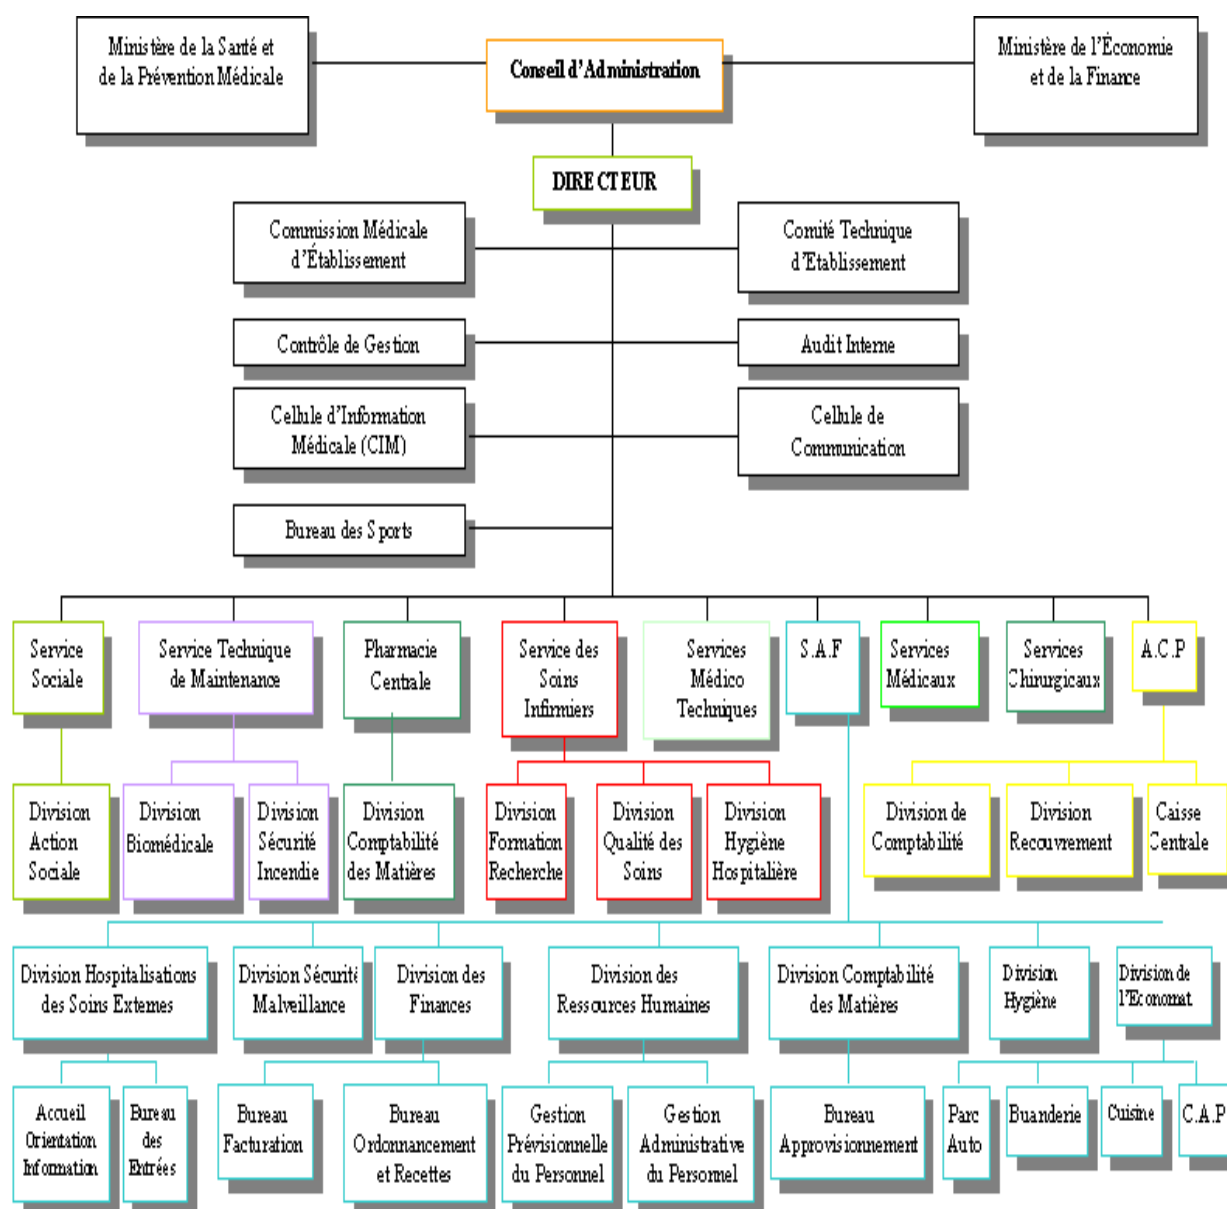 Ministère de la Santé et
de la Prévention Médicale
Conseil d'Administration
Ministère de l'Économie
et de la Finance
DIRECTEUR
Commission Médicale
d'Établissement
Comité Technique
d'Etablissement
Contrôle de Gestion
Audit Interne
Cellule d'Information
Médicale (CIM)
Cellule de
Communication
Bureau des Sports
Service
Sociale
Service Technique
de Maintenance
Pharmacie
Centrale
Service des
Soins
Infirmiers
Services
Médico
Techniques
S.A.F
Services
Médicaux
Services
Chirurgicaux
A.C.P
Division
Action
Sociale
Division
Biomédicale
Division
Sécurité
Incendie
Division
Comptabilité
des Matières
Division
Formation
Recherche
Division
Qualité des
Soins
Division
Hygiène
Hospitalière
Division de
Comptabilité
Division
Recouvrement
Caisse
Centrale
Division Hospitalisations
des Soins Externes
Division Sécurité
Malveillance
Division des
Finances
Division des
Ressources Humaines
Division Comptabilité
des Matières
Division
Hygiène
Division de
l'Economat
Accueil
Orientation
Information
Bureau
des
Entrées
Bureau
Facturation
Bureau
Ordonnancement
et Recettes
Gestion
Prévisionnelle
du Personnel
Gestion
Administrative
du Personnel
Bureau
Approvisionnement
Parc
Auto
Buanderie
Cuisine
C.A.P